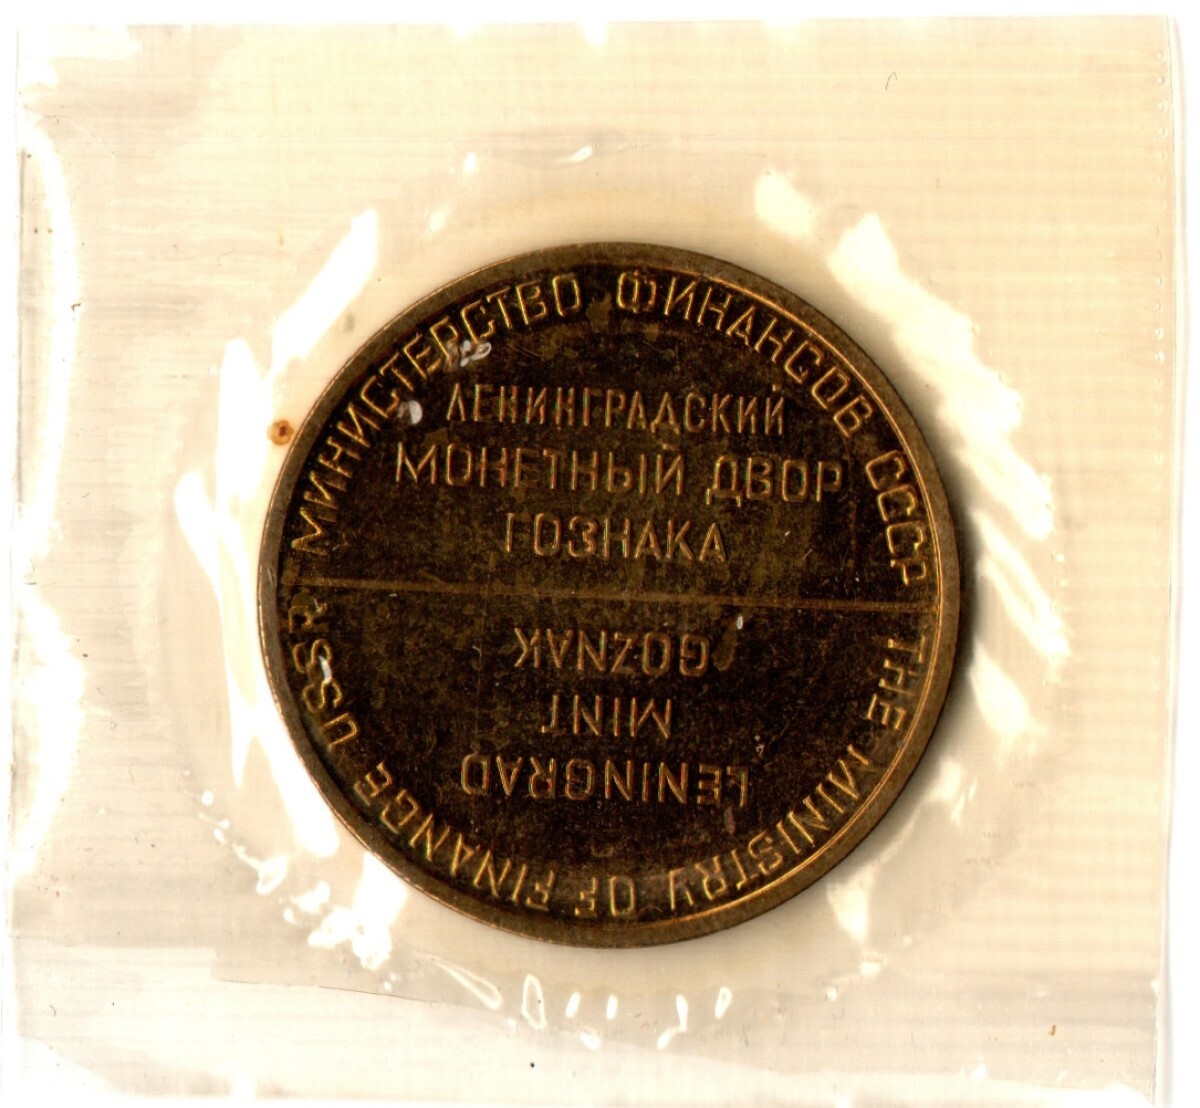 МИНИСТЕРСТВО ФИНАНСОВ СССР
ЛЕНИНГРАДСКИЙ
МОНЕТНЫЙ ДВОР
ГОЗНАКА
THE MINISTRY OF FINANCE USSR
LENINGRAD
MINT
GOZNAK